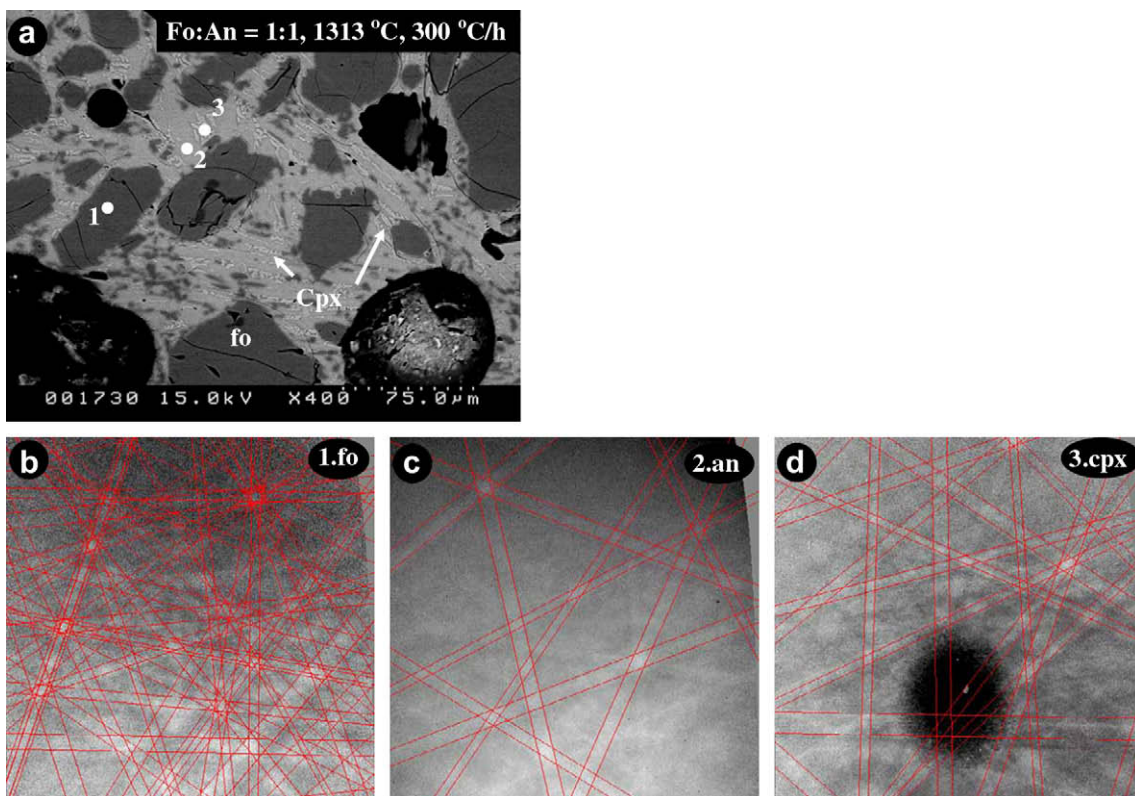 a
Fo:An = 1:1, 1313 °C, 300 °C/h
3
2
1
Cpx
fo
001730 15.0kV X400 75.0μm
b
1.fo
c
2.an
d
3.cpx